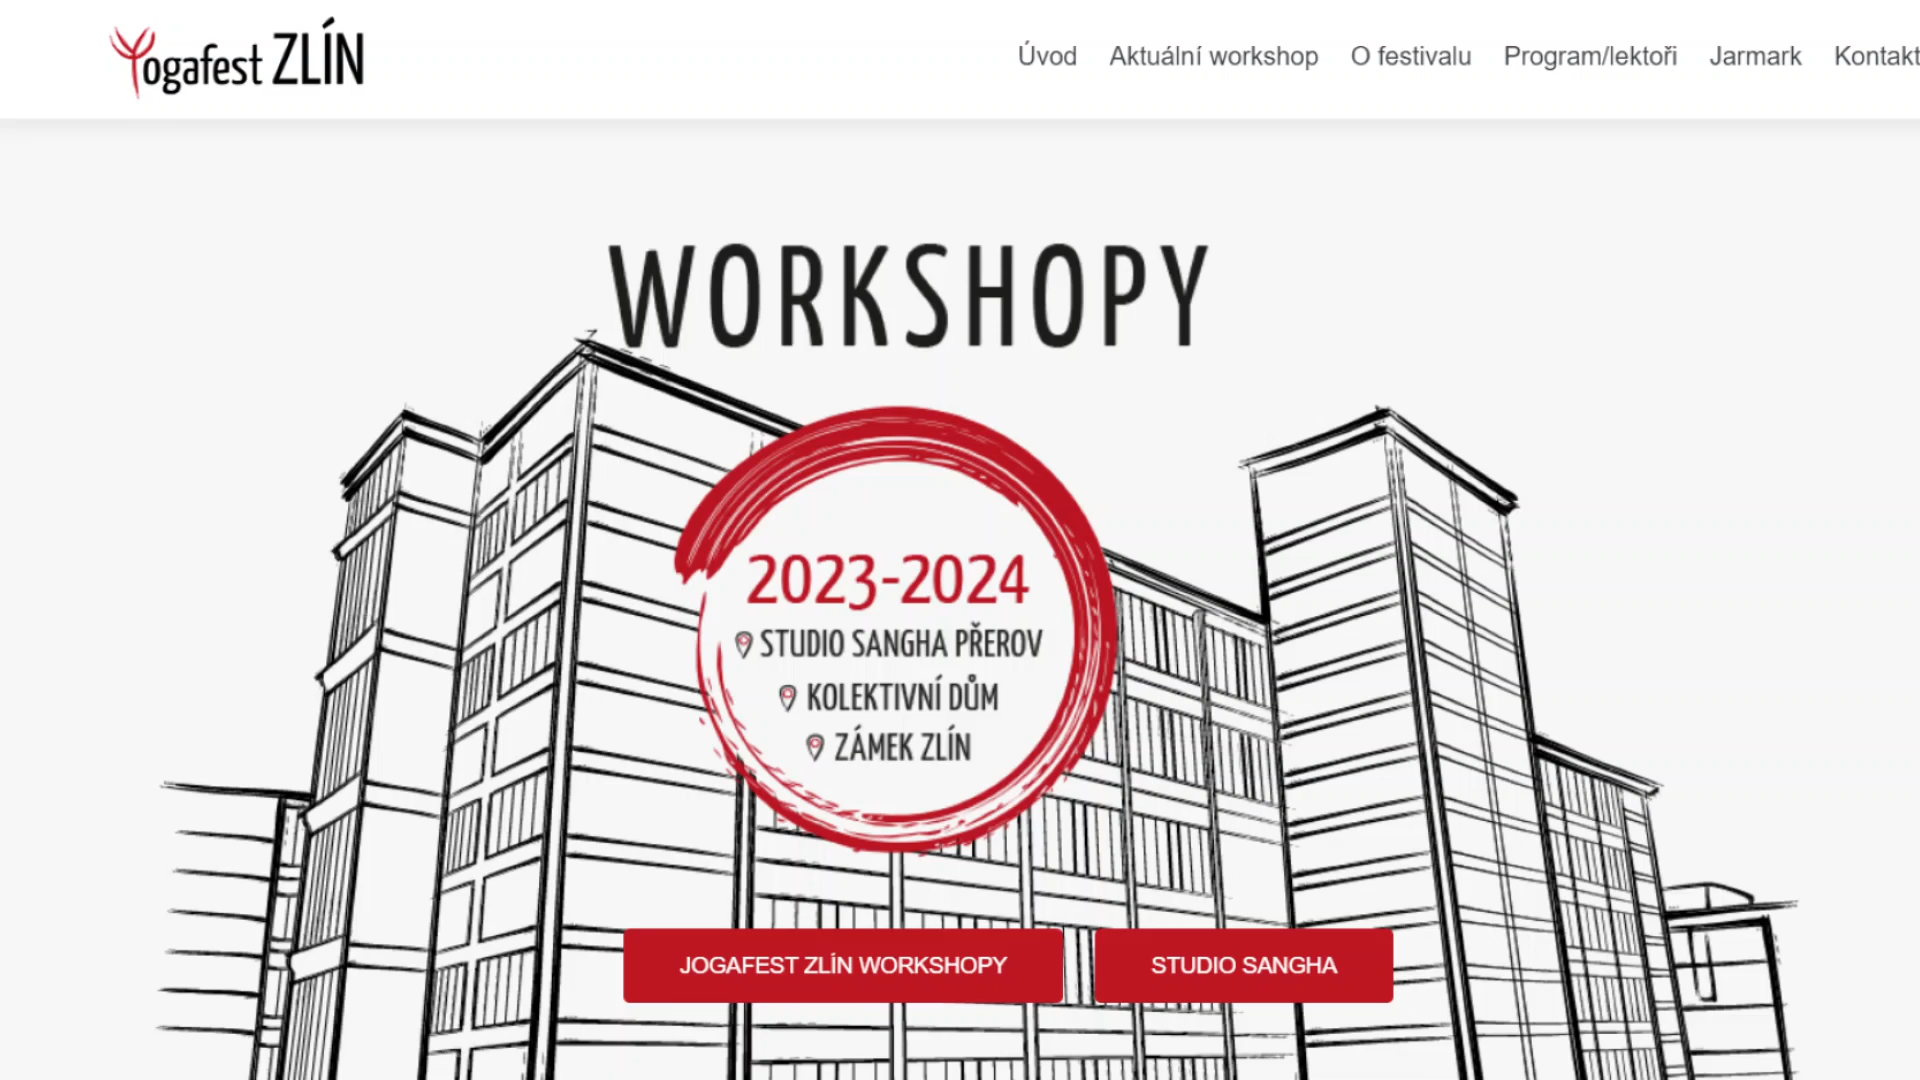 Yogafest ZLÍN
Úvod Aktuální workshop O festivalu Program/lektoři Jarmark Kontakt
WORKSHOPY
2023-2024
STUDIO SANGHA PŘEROV
KOLEKTIVNÍ DŮM
ZÁMEK ZLÍN
JOGAFEST ZLÍN WORKSHOPY STUDIO SANGHA